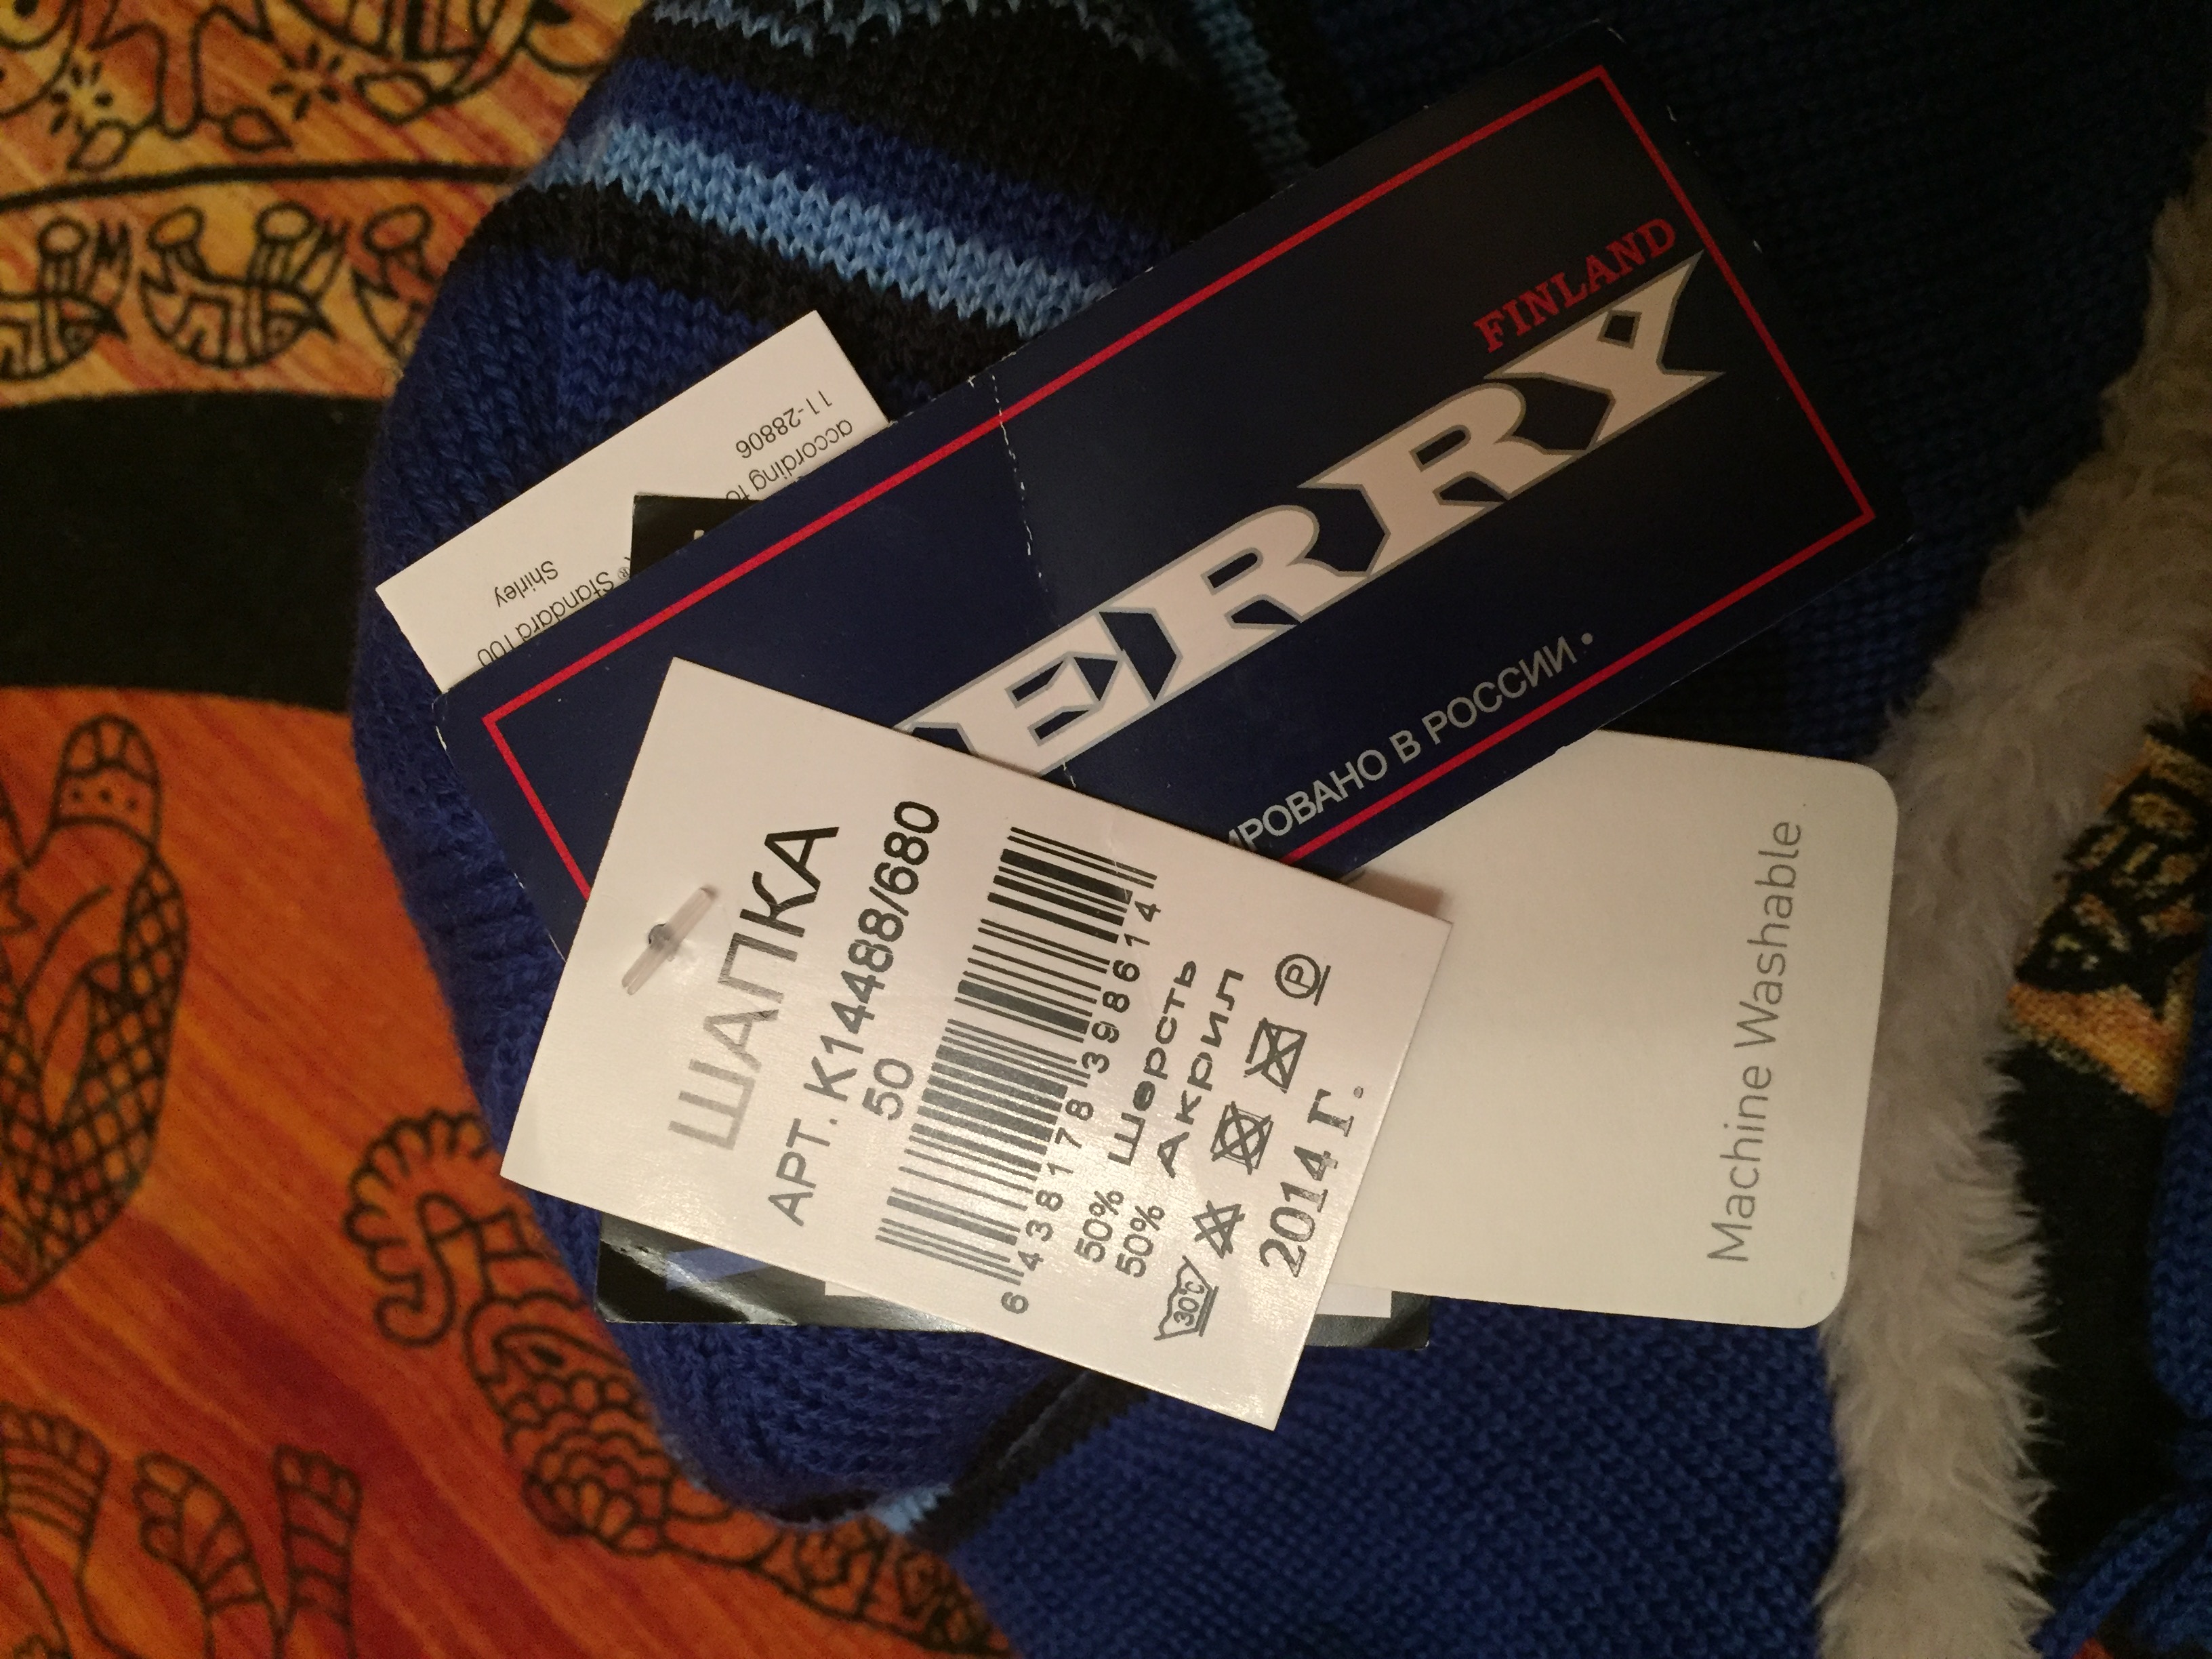 FINLAND
ERRY
В РОССИИ •
ШАПКА
АРТ. K14488/680
50
6 438178 398614
50% Шерсть
50% Акрил
30°C
P
2014 Г.
Machine Washable
11-28806
according to
® Standard 100
Shirley